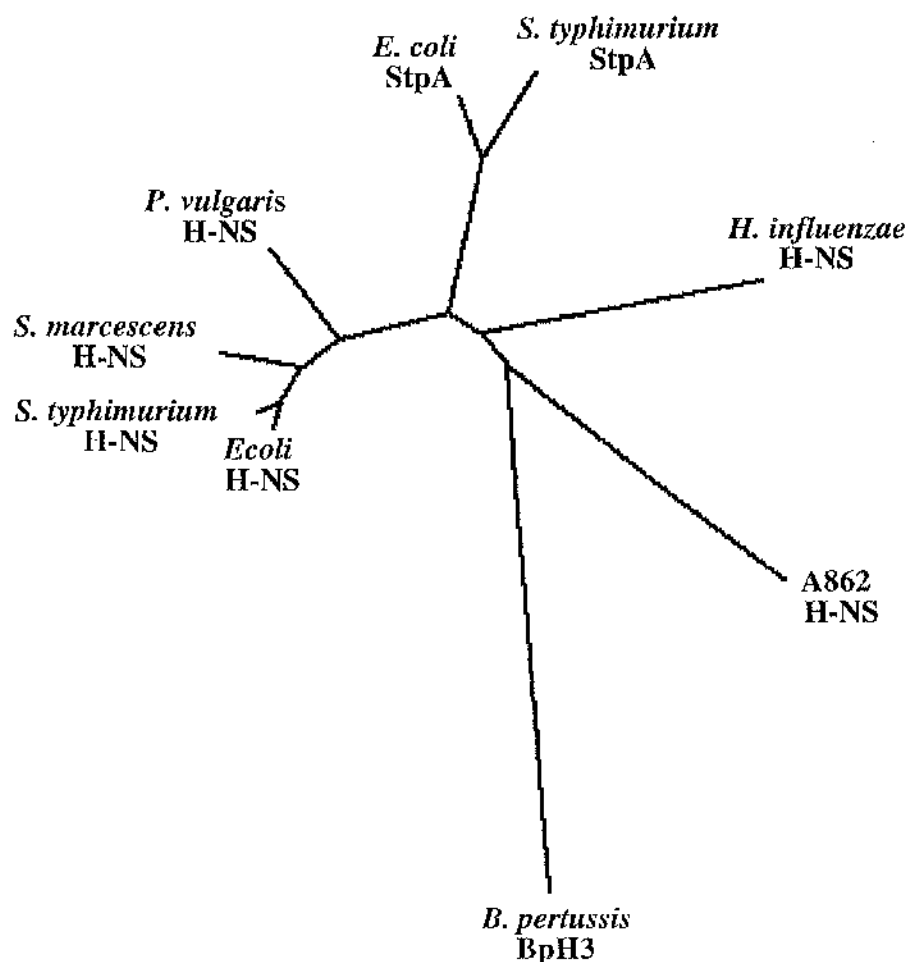 S. typhimurium
StpA
E. coli
StpA
P. vulgaris
H-NS
H. influenzae
H-NS
S. marcescens
H-NS
S. typhimurium
H-NS
Ecoli
H-NS
A862
H-NS
B. pertussis
BpH3